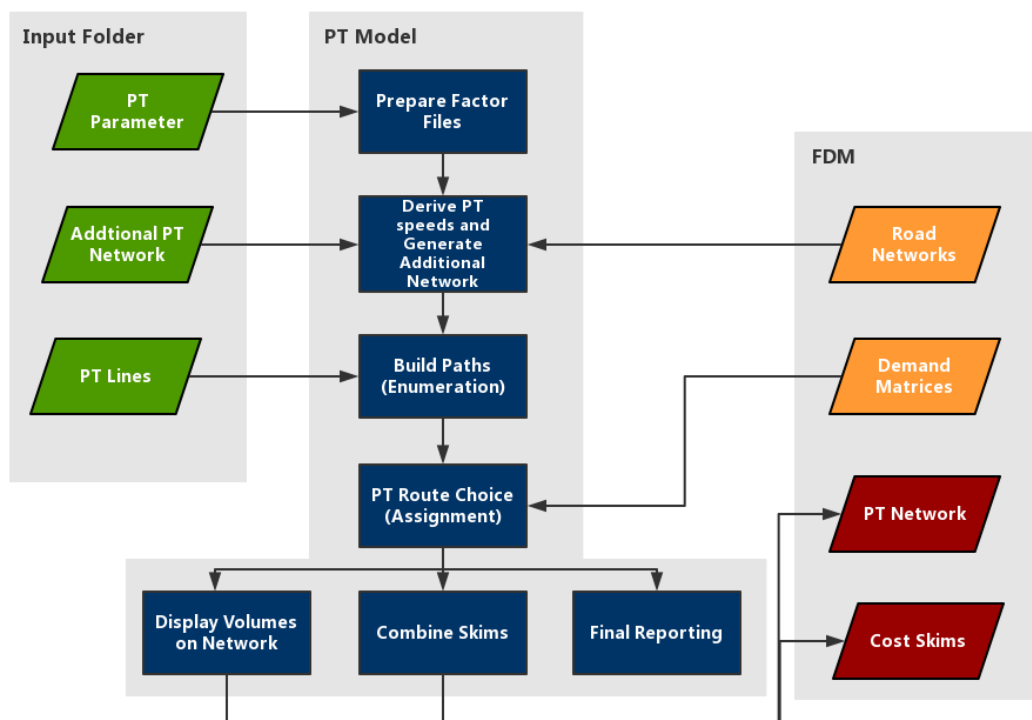 Input Folder
PT
Parameter
Addtional PT
Network
PT Lines
PT Model
Prepare Factor
Files
Derive PT
speeds and
Generate
Additional
Network
Build Paths
(Enumeration)
PT Route Choice
(Assignment)
Display Volumes
on Network
Combine Skims
Final Reporting
FDM
Road
Networks
Demand
Matrices
PT Network
Cost Skims